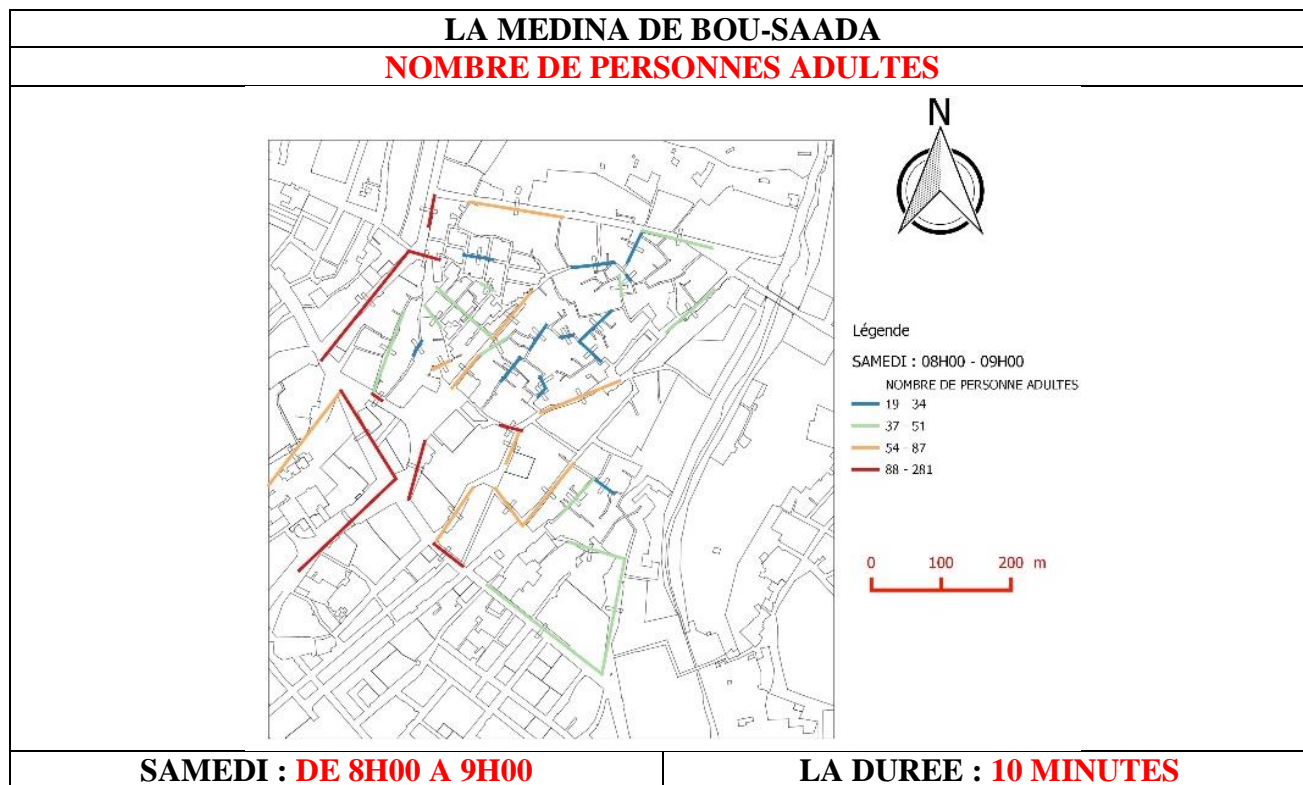 LA MEDINA DE BOU-SAADA
NOMBRE DE PERSONNES ADULTES
N
Légende
SAMEDI : 08H00 - 09H00
NOMBRE DE PERSONNE ADULTES
19 - 34
37 - 51
54 - 87
88 - 281
0 100 200 m
SAMEDI : DE 8H00 A 9H00
LA DUREE : 10 MINUTES